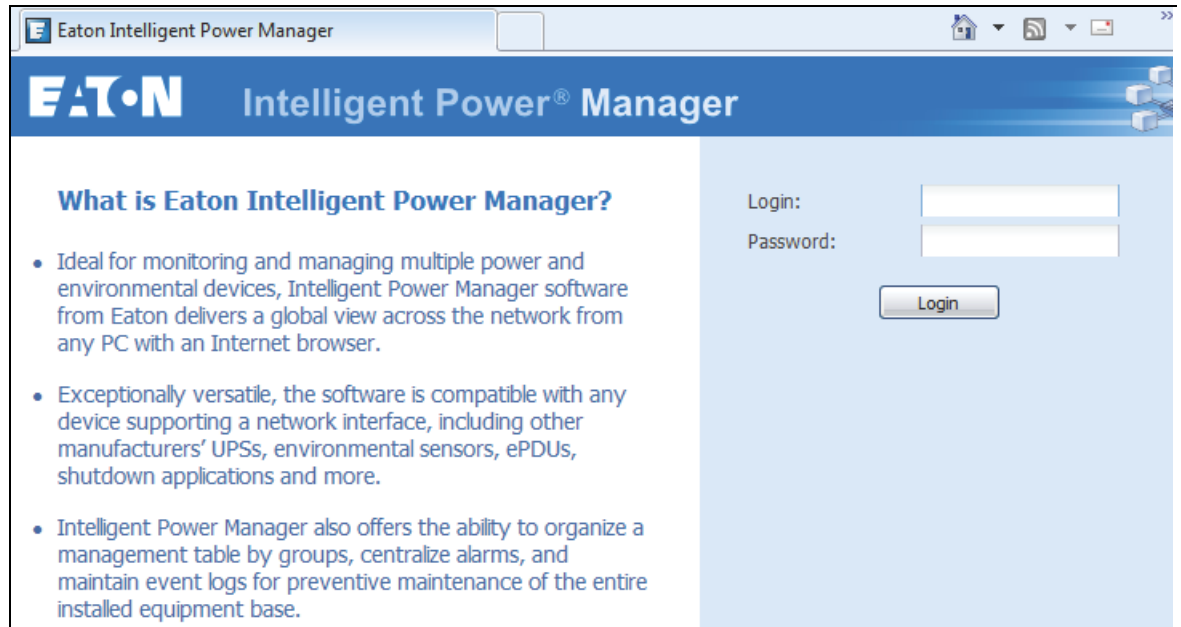 Eaton Intelligent Power Manager
»
EATON Intelligent Power® Manager
What is Eaton Intelligent Power Manager?
• Ideal for monitoring and managing multiple power and
environmental devices, Intelligent Power Manager software
from Eaton delivers a global view across the network from
any PC with an Internet browser.
• Exceptionally versatile, the software is compatible with any
device supporting a network interface, including other
manufacturers' UPSs, environmental sensors, ePDUs,
shutdown applications and more.
• Intelligent Power Manager also offers the ability to organize a
management table by groups, centralize alarms, and
maintain event logs for preventive maintenance of the entire
installed equipment base.
Login:
Password:
Login